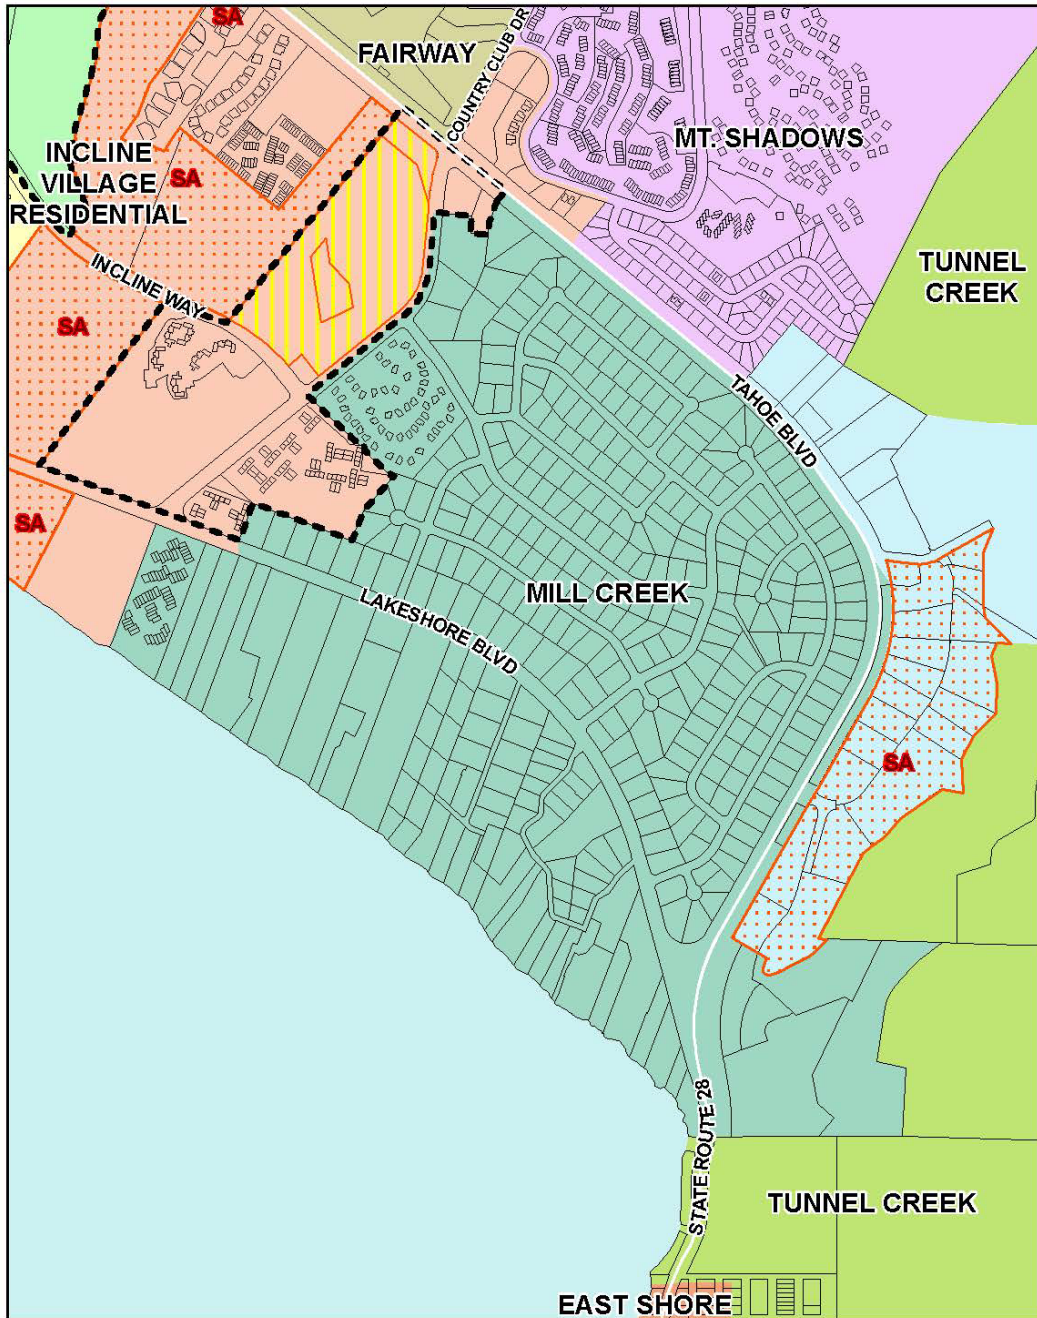 SA
FAIRWAY
COUNTRY CLUB DR
MT. SHADOWS
INCLINE
VILLAGE
RESIDENTIAL
SA
TUNNEL
CREEK
INCLINE WAY
SA
TAHOE BLVD
SA
MILL CREEK
LAKESHORE BLVD
SA
STATE ROUTE 28
TUNNEL CREEK
EAST SHORE